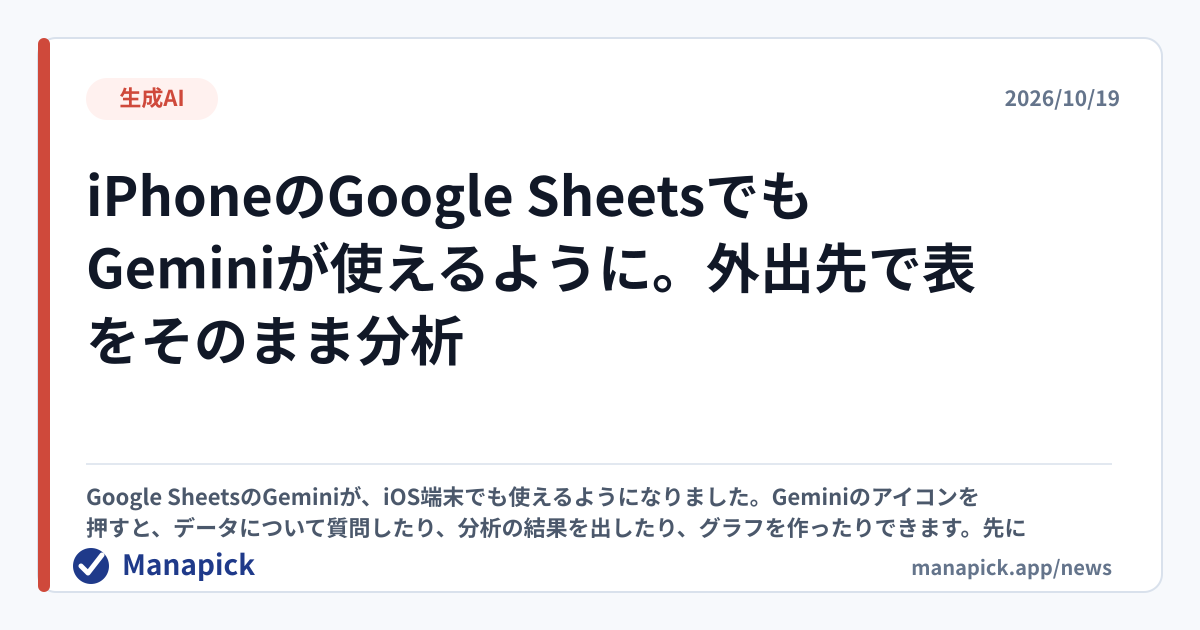 生成AI
2026/10/19
iPhoneのGoogle Sheetsでも
Geminiが使えるように。外出先で表
をそのまま分析
Google SheetsのGeminiが、iOS端末でも使えるようになりました。Geminiのアイコンを
押すと、データについて質問したり、分析の結果を出したり、グラフを作ったりできます。先に
Manapick
manapick.app/news